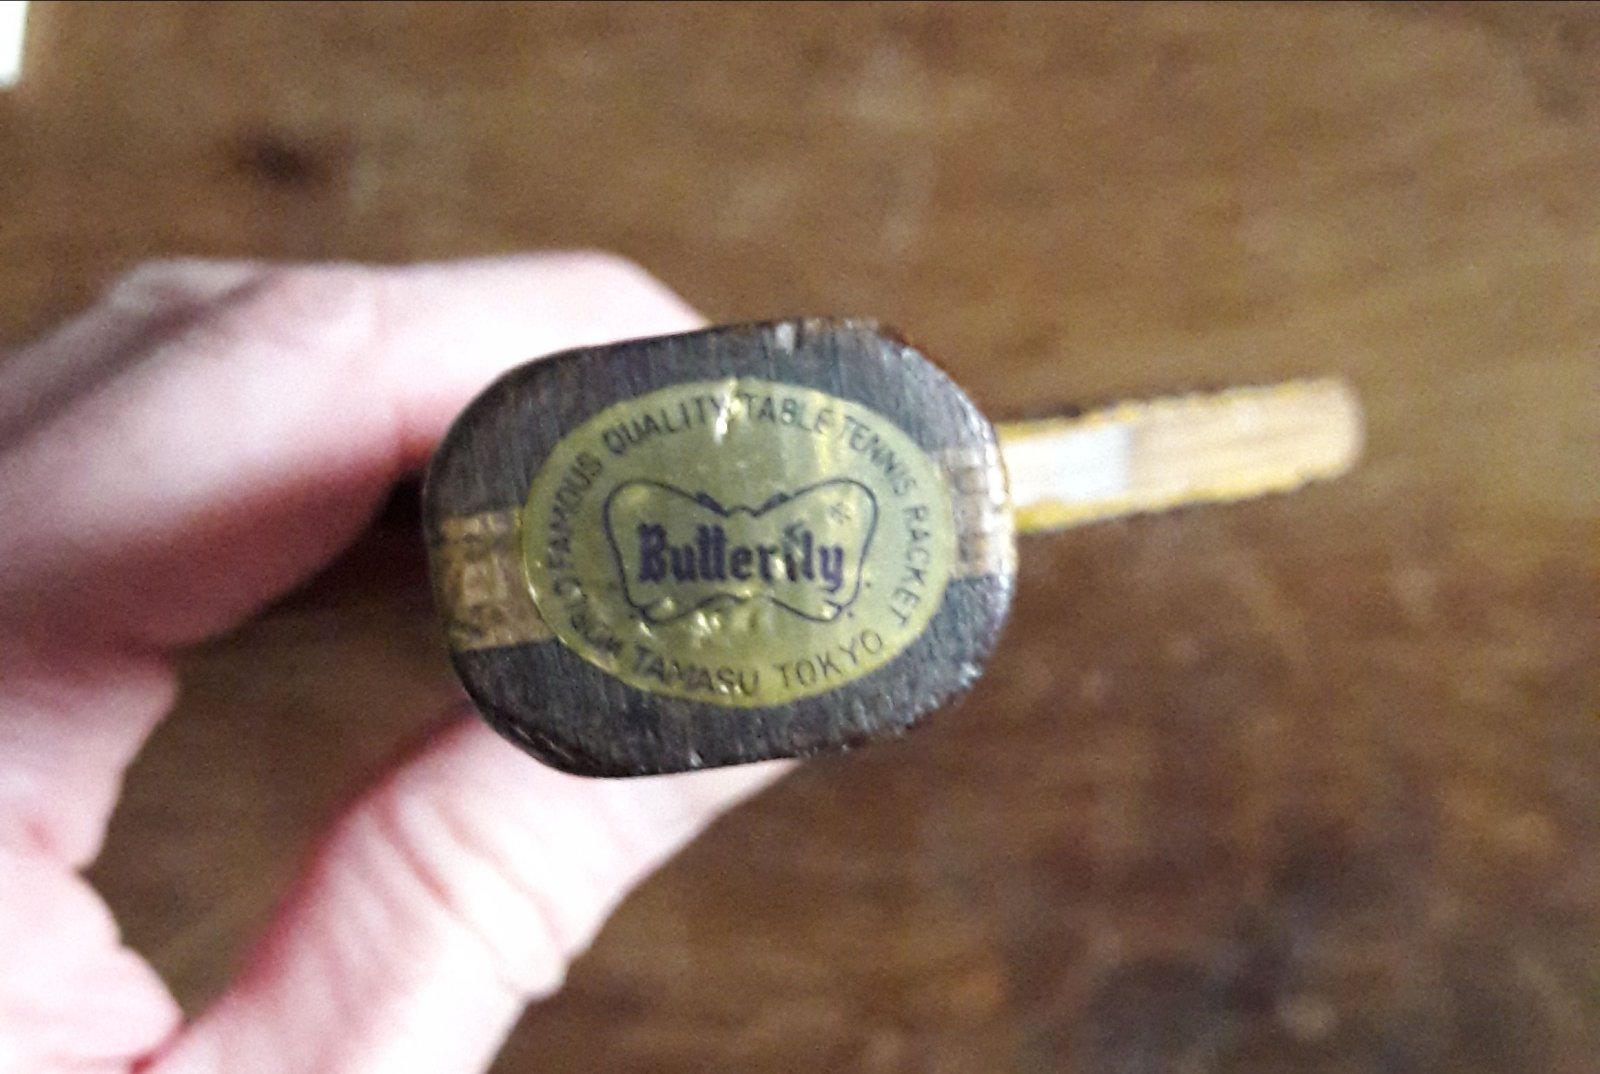 WORLD FAMOUS QUALITY TABLE TENNIS RACKET
Butterfly
TAMASU TOKYO